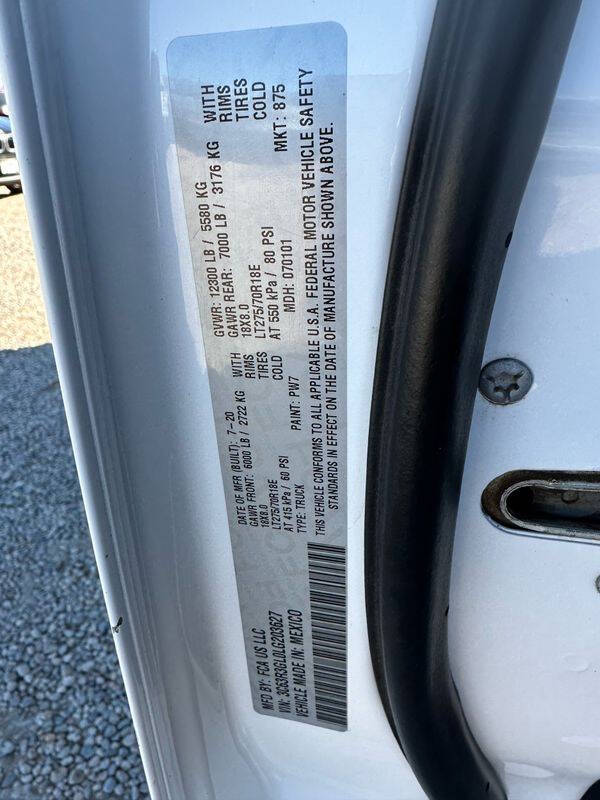 MFD BY: FCA US LLC
DATE OF MFR (BUILT): 7-20
GVWR: 12300 LB / 5580 KG
GAWR FRONT: 6000 LB / 2722 KG WITH
18X8.0 RIMS
LT275/70R18E TIRES
AT 415 kPa / 60 PSI COLD
GAWR REAR: 7000 LB / 3176 KG WITH
18X8.0 RIMS
LT275/70R18E TIRES
AT 550 kPa / 80 PSI COLD
VIN: 3C63R3GL0LG203627
TYPE: TRUCK PAINT: PW7 MDH: 070101 MKT: 875
VEHICLE MADE IN: MEXICO
THIS VEHICLE CONFORMS TO ALL APPLICABLE U.S.A. FEDERAL MOTOR VEHICLE SAFETY
STANDARDS IN EFFECT ON THE DATE OF MANUFACTURE SHOWN ABOVE.